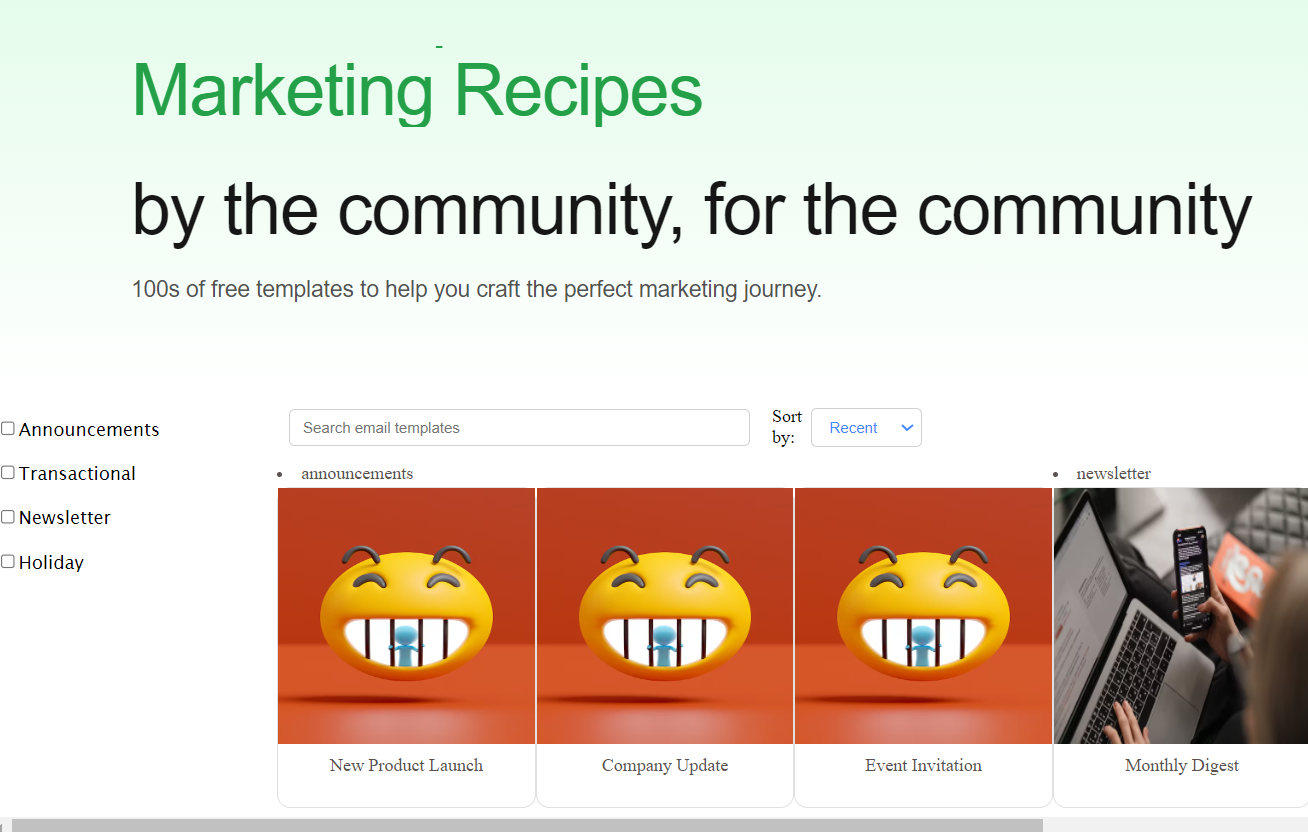 Marketing Recipes
by the community, for the community
100s of free templates to help you craft the perfect marketing journey.
Announcements
Transactional
Newsletter
Holiday
Search email templates
Sort
by:
Recent
announcements
newsletter
New Product Launch
Company Update
Event Invitation
Monthly Digest